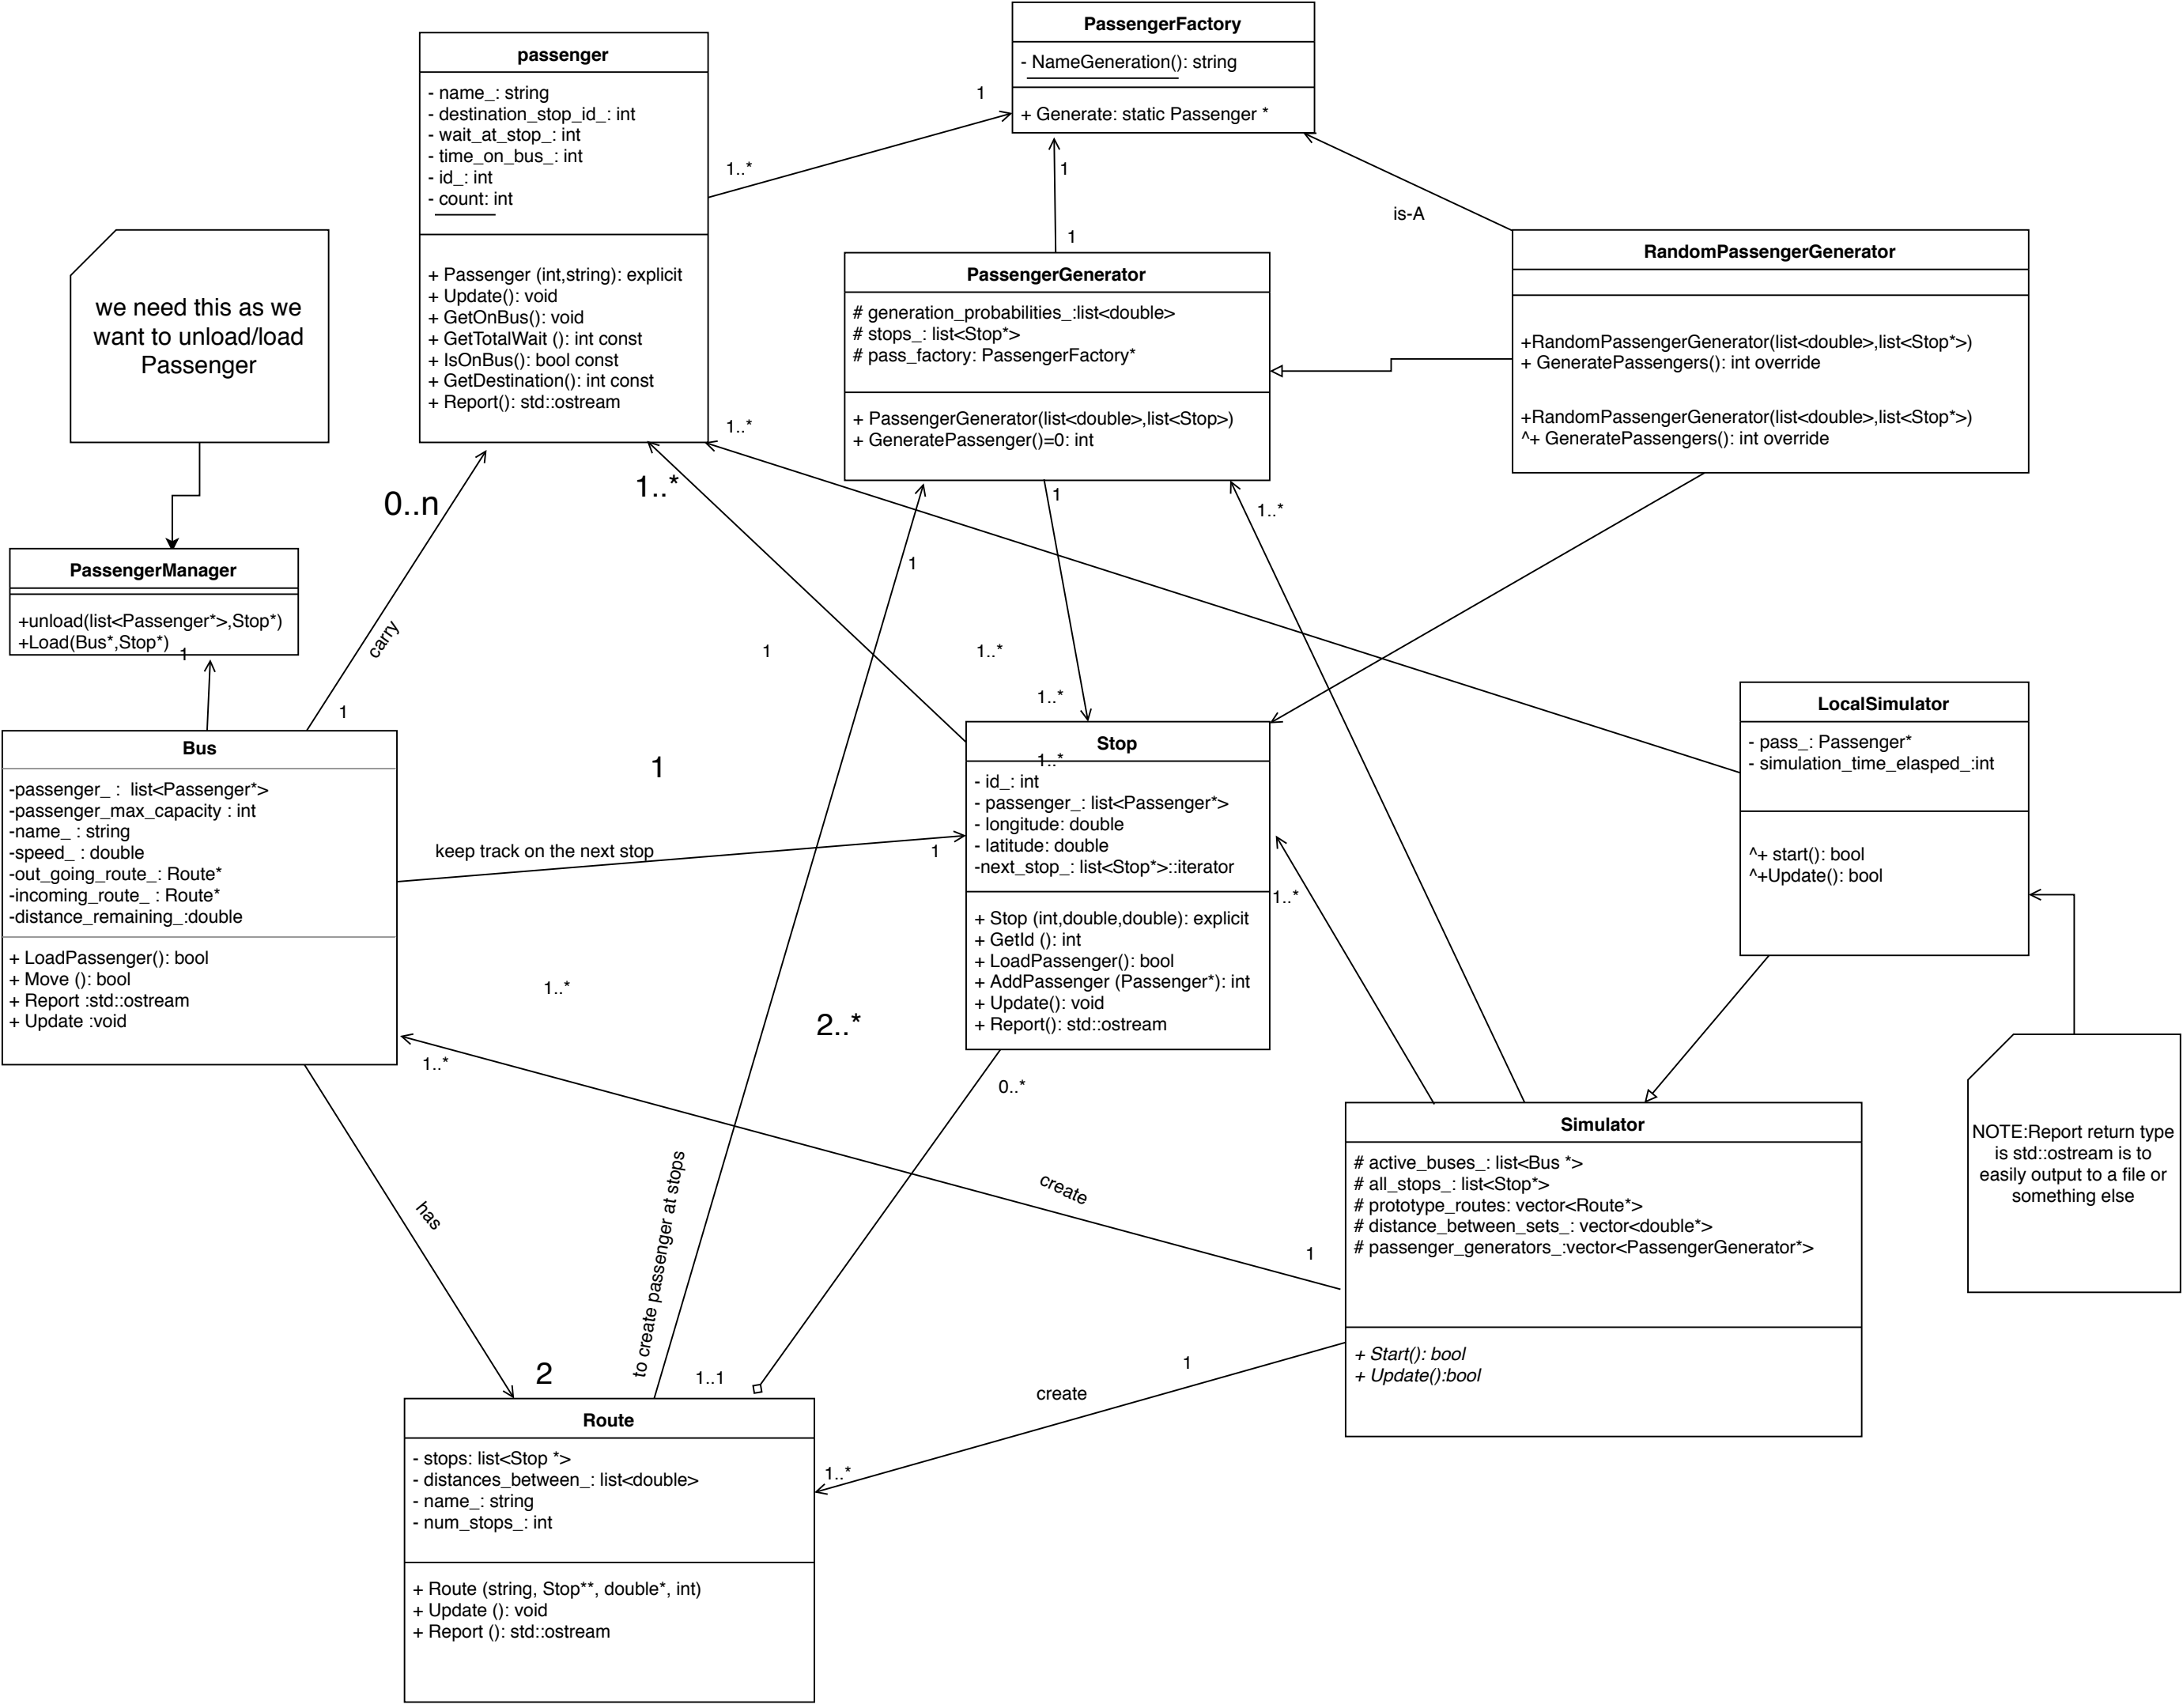 PassengerFactory
- NameGeneration(): string
+ Generate: static Passenger *
passenger
- name_: string
- destination_stop_id_: int
- wait_at_stop_: int
- time_on_bus_: int
- id_: int
- count: int
+ Passenger (int,string): explicit
+ Update(): void
+ GetOnBus(): void
+ GetTotalWait (): int const
+ IsOnBus(): bool const
+ GetDestination(): int const
+ Report(): std::ostream
1
1..*
1
1
is-A
we need this as we
want to unload/load
Passenger
PassengerGenerator
# generation_probabilities_:list<double>
# stops_: list<Stop*>
# pass_factory: PassengerFactory*
+ PassengerGenerator(list<double>,list<Stop>)
+ GeneratePassenger()=0: int
RandomPassengerGenerator
+RandomPassengerGenerator(list<double>,list<Stop*>)
+ GeneratePassengers(): int override
+RandomPassengerGenerator(list<double>,list<Stop*>)
^+ GeneratePassengers(): int override
1..*
0..n
1..*
1
1..*
1
PassengerManager
+unload(list<Passenger*>,Stop*)
+Load(Bus*,Stop*)
1
carry
1
1
1..*
1..*
1
Bus
-passenger_ :  list<Passenger*>
-passenger_max_capacity : int
-name_ : string
-speed_ : double
-out_going_route_: Route*
-incoming_route_ : Route*
-distance_remaining_:double
+ LoadPassenger(): bool
+ Move (): bool
+ Report :std::ostream
+ Update :void
keep track on the next stop
1
Stop
1..*
- id_: int
- passenger_: list<Passenger*>
- longitude: double
- latitude: double
-next_stop_: list<Stop*>::iterator
+ Stop (int,double,double): explicit
+ GetId (): int
+ LoadPassenger(): bool
+ AddPassenger (Passenger*): int
+ Update(): void
+ Report(): std::ostream
1..*
LocalSimulator
- pass_: Passenger*
- simulation_time_elasped_:int
^+ start(): bool
^+Update(): bool
1..*
2..*
1..*
0..*
NOTE:Report return type
is std::ostream is to
easily output to a file or
something else
Simulator
# active_buses_: list<Bus *>
# all_stops_: list<Stop*>
# prototype_routes: vector<Route*>
# distance_between_sets_: vector<double*>
# passenger_generators_:vector<PassengerGenerator*>
+ Start(): bool
+ Update():bool
create
1
has
to create passenger at stops
2
1..1
create
1
1..*
Route
- stops: list<Stop *>
- distances_between_: list<double>
- name_: string
- num_stops_: int
+ Route (string, Stop**, double*, int)
+ Update (): void
+ Report (): std::ostream